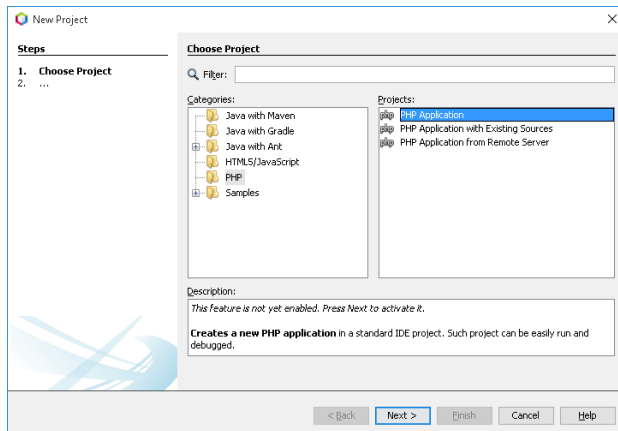 New Project
Steps
1. Choose Project
2. ...
Choose Project
Filter:
Categories:
Java with Maven
Java with Gradle
Java with Ant
HTML5/JavaScript
PHP
Samples
Projects:
php PHP Application
php PHP Application with Existing Sources
php PHP Application from Remote Server
Description:
This feature is not yet enabled. Press Next to activate it.
Creates a new PHP application in a standard IDE project. Such project can be easily run and
debugged.
< Back Next > Finish Cancel Help